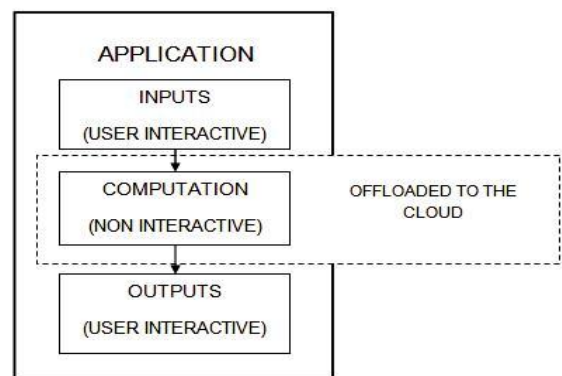 APPLICATION
INPUTS
(USER INTERACTIVE)
COMPUTATION
(NON INTERACTIVE)
OFFLOADED TO THE
CLOUD
OUTPUTS
(USER INTERACTIVE)